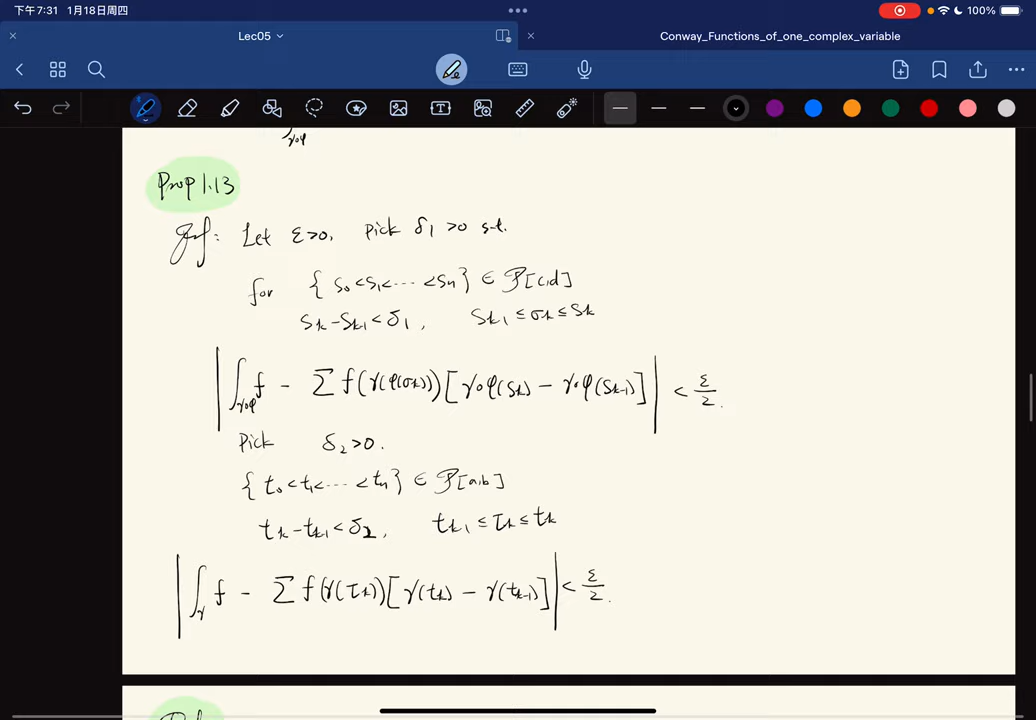 下午7:31 1月18日周四
100%
Lec05
Conway_Functions_of_one_complex_variable
∫γ∘φ
Prop 1.13
pf: Let ε>0, pick δ1 >0 s.t.
for { s0<s1<⋯<sn} ∈ 𝒫[c,d]
sk-sk-1<δ1, sk-1≤σk≤sk
|∫γ∘φ f - Σ f(γ(φ(σk)))[γ∘φ(sk) - γ∘φ(sk-1)]| < ε/2.
Pick δ2>0.
{ t0<t1<⋯<tn} ∈ 𝒫[a,b]
tk-tk-1<δ2, tk-1≤τk≤tk
|∫γ f - Σ f(γ(τk))[γ(tk) - γ(tk-1)]| < ε/2.